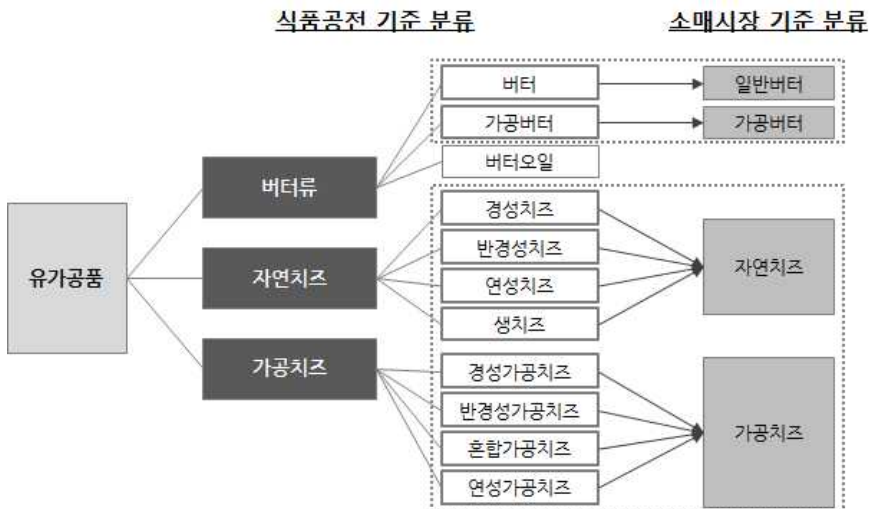 식품공전 기준 분류
소매시장 기준 분류
유가공품
버터류
자연치즈
가공치즈
버터
가공버터
버터오일
경성치즈
반경성치즈
연성치즈
생치즈
경성가공치즈
반경성가공치즈
혼합가공치즈
연성가공치즈
일반버터
가공버터
자연치즈
가공치즈